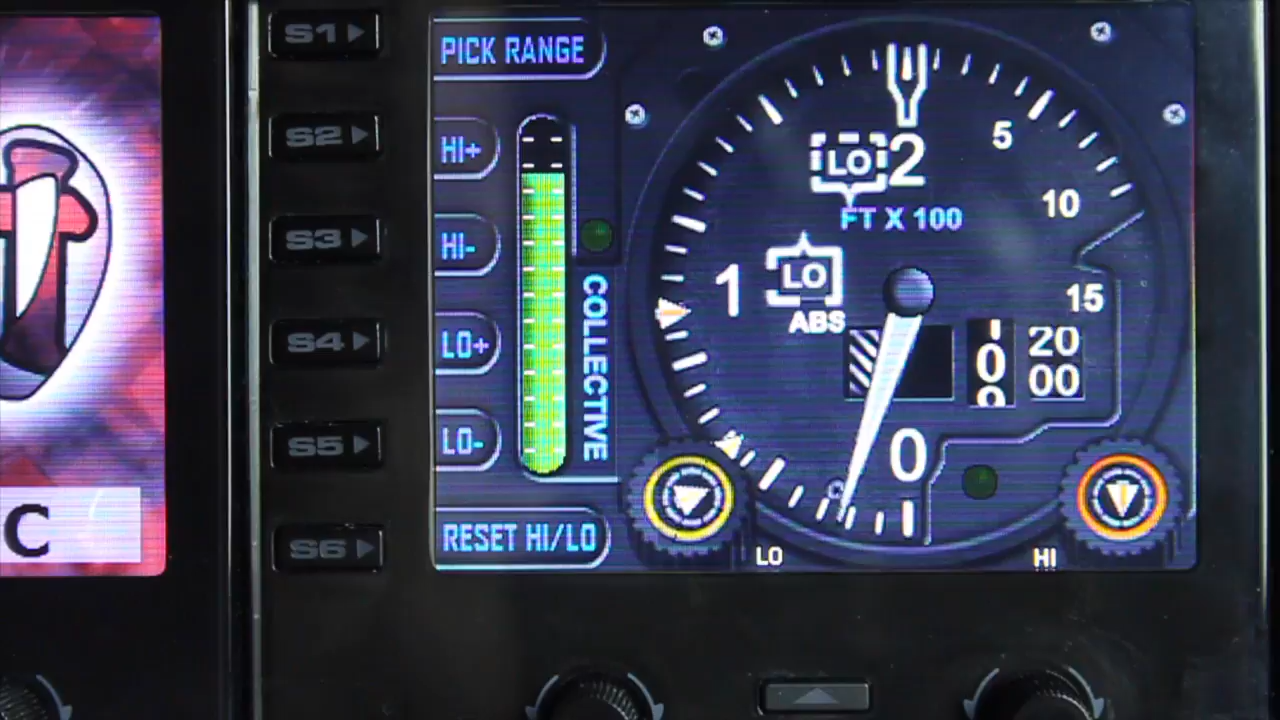 S1
S2
S3
S4
S5
S6
C
PICK RANGE
HI+
HI-
LO+
LO-
RESET HI/LO
COLLECTIVE
LO
2
5
FT X 100
10
1
LO
ABS
15
0
20
00
0
LO
HI